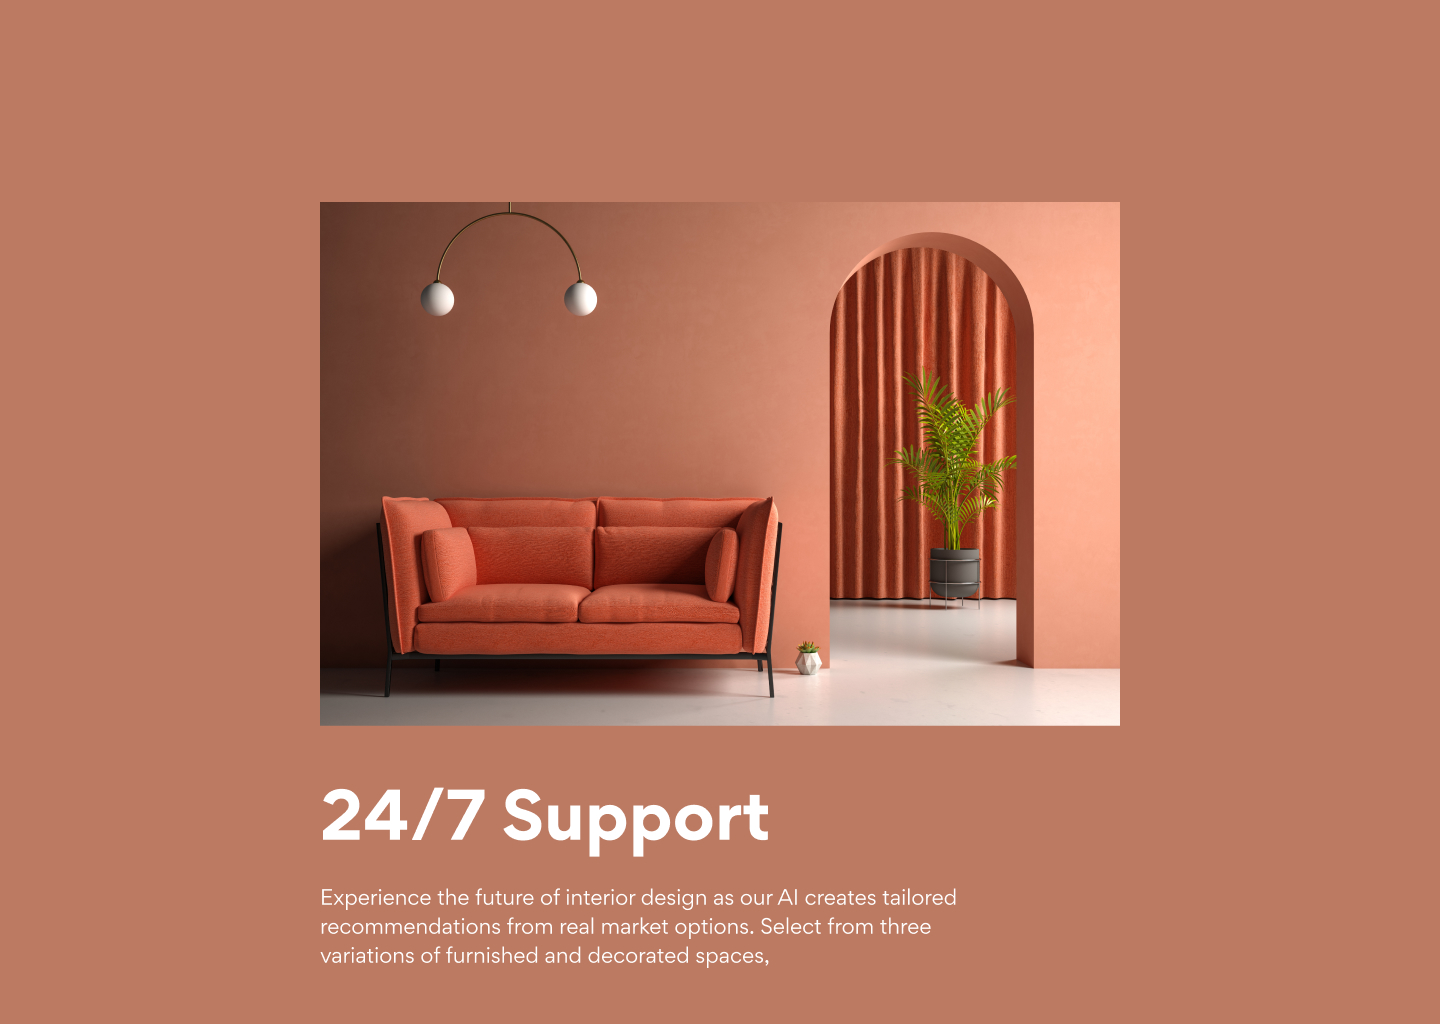 24/7 Support
Experience the future of interior design as our AI creates tailored
recommendations from real market options. Select from three
variations of furnished and decorated spaces,